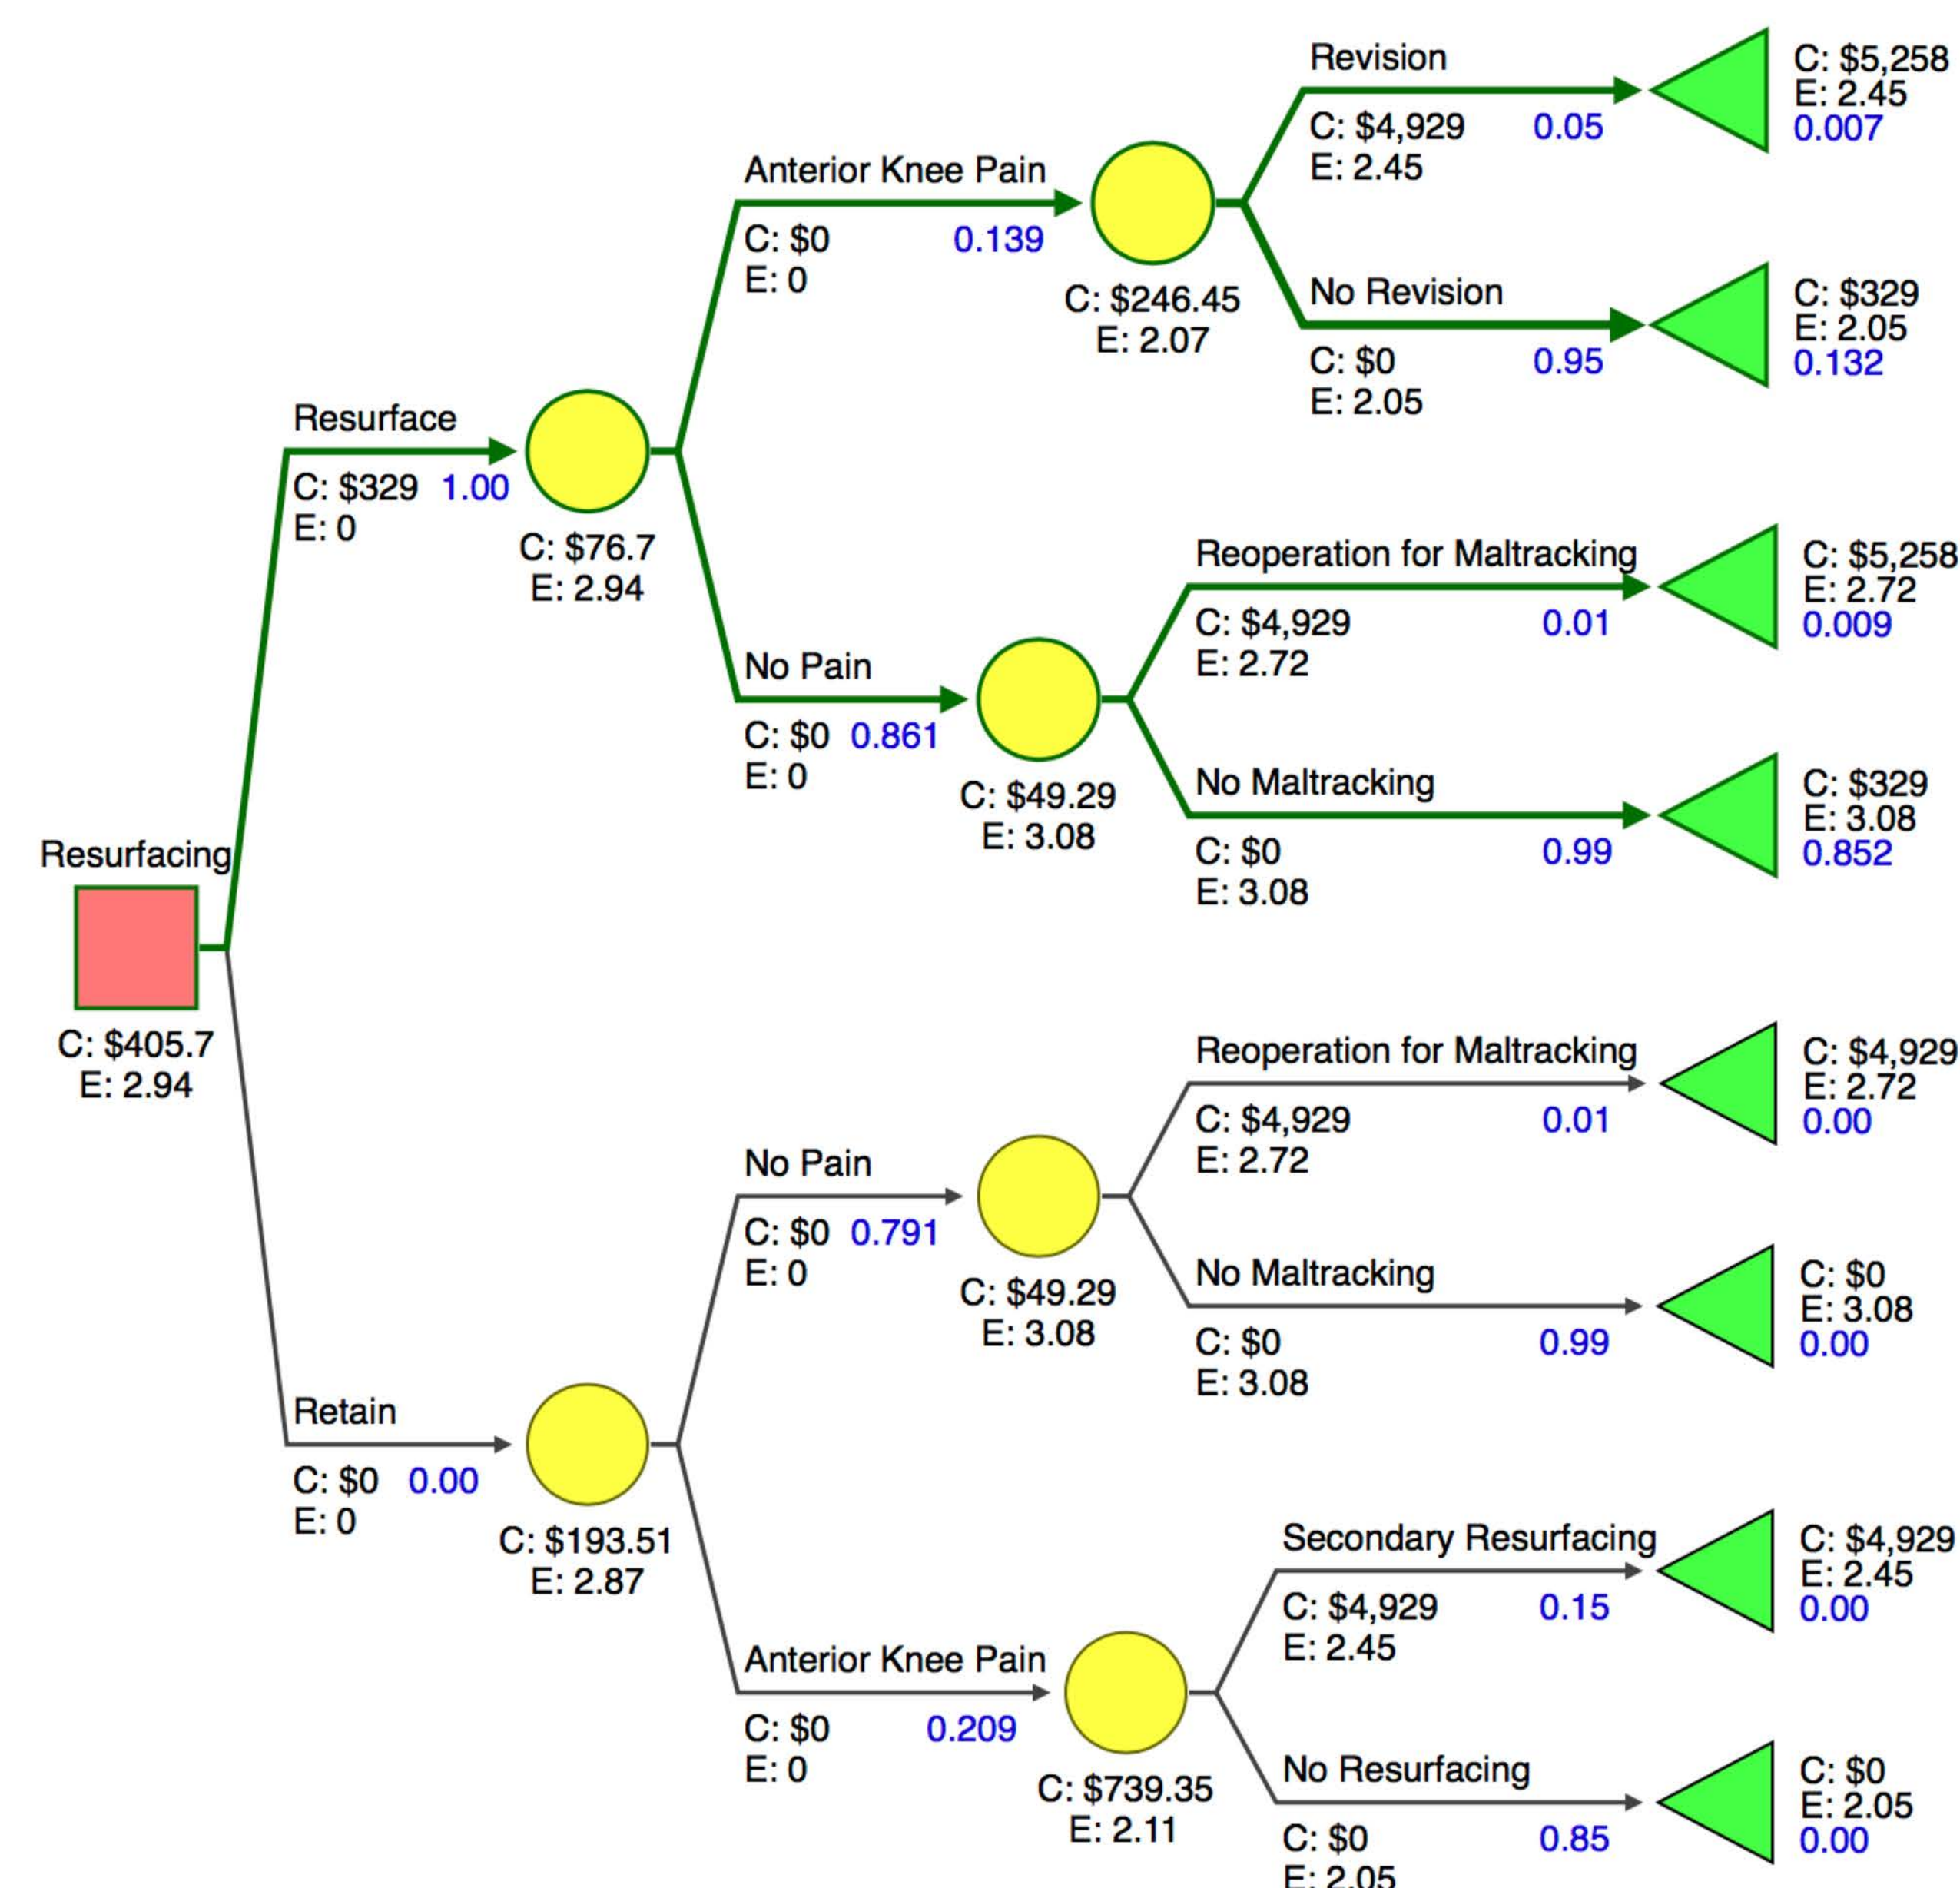 Revision
C: $4,929 0.05
E: 2.45
C: $5,258
E: 2.45
0.007
Anterior Knee Pain
C: $0 0.139
E: 0
C: $246.45
E: 2.07
No Revision
C: $0 0.95
E: 2.05
C: $329
E: 2.05
0.132
Resurface
C: $329 1.00
E: 0
C: $76.7
E: 2.94
Reoperation for Maltracking
C: $4,929 0.01
E: 2.72
C: $5,258
E: 2.72
0.009
No Pain
C: $0 0.861
E: 0
C: $49.29
E: 3.08
No Maltracking
C: $0 0.99
E: 3.08
C: $329
E: 3.08
0.852
Resurfacing
C: $405.7
E: 2.94
Reoperation for Maltracking
C: $4,929 0.01
E: 2.72
C: $4,929
E: 2.72
0.00
No Pain
C: $0 0.791
E: 0
C: $49.29
E: 3.08
No Maltracking
C: $0 0.99
E: 3.08
C: $0
E: 3.08
0.00
Retain
C: $0 0.00
E: 0
C: $193.51
E: 2.87
Secondary Resurfacing
C: $4,929 0.15
E: 2.45
C: $4,929
E: 2.45
0.00
Anterior Knee Pain
C: $0 0.209
E: 0
C: $739.35
E: 2.11
No Resurfacing
C: $0 0.85
E: 2.05
C: $0
E: 2.05
0.00